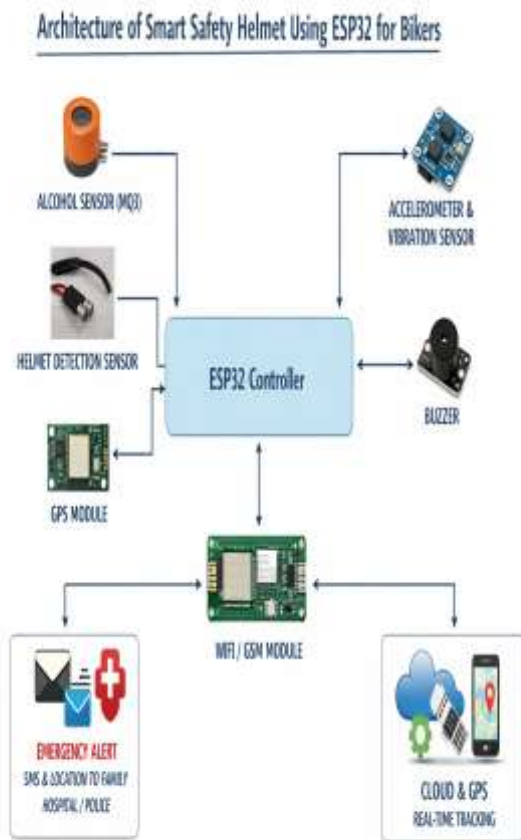 Architecture of Smart Safety Helmet Using ESP32 for Bikers
ALCOHOL SENSOR (MQ3)
ACCELEROMETER &
VIBRATION SENSOR
HELMET DETECTION SENSOR
ESP32 Controller
BUZZER
GPS MODULE
WIFI / GSM MODULE
EMERGENCY ALERT
SMS & LOCATION TO FAMILY
HOSPITAL / POLICE
CLOUD & GPS
REAL-TIME TRACKING